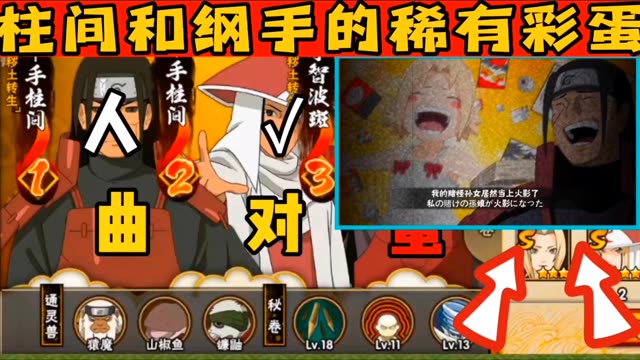 柱间和纲手的稀有彩蛋
秽土转生
手柱间
1
手柱间
2
秽土转生
智波斑
3
人
√
曲
对
我的赌怪孙女居然当上火影了
私の賭けの孫娘が火影になった
卷
S
S
2
通灵兽
猿魔
山椒鱼
镰鼬
秘卷
Lv.18
Lv.11
Lv.13